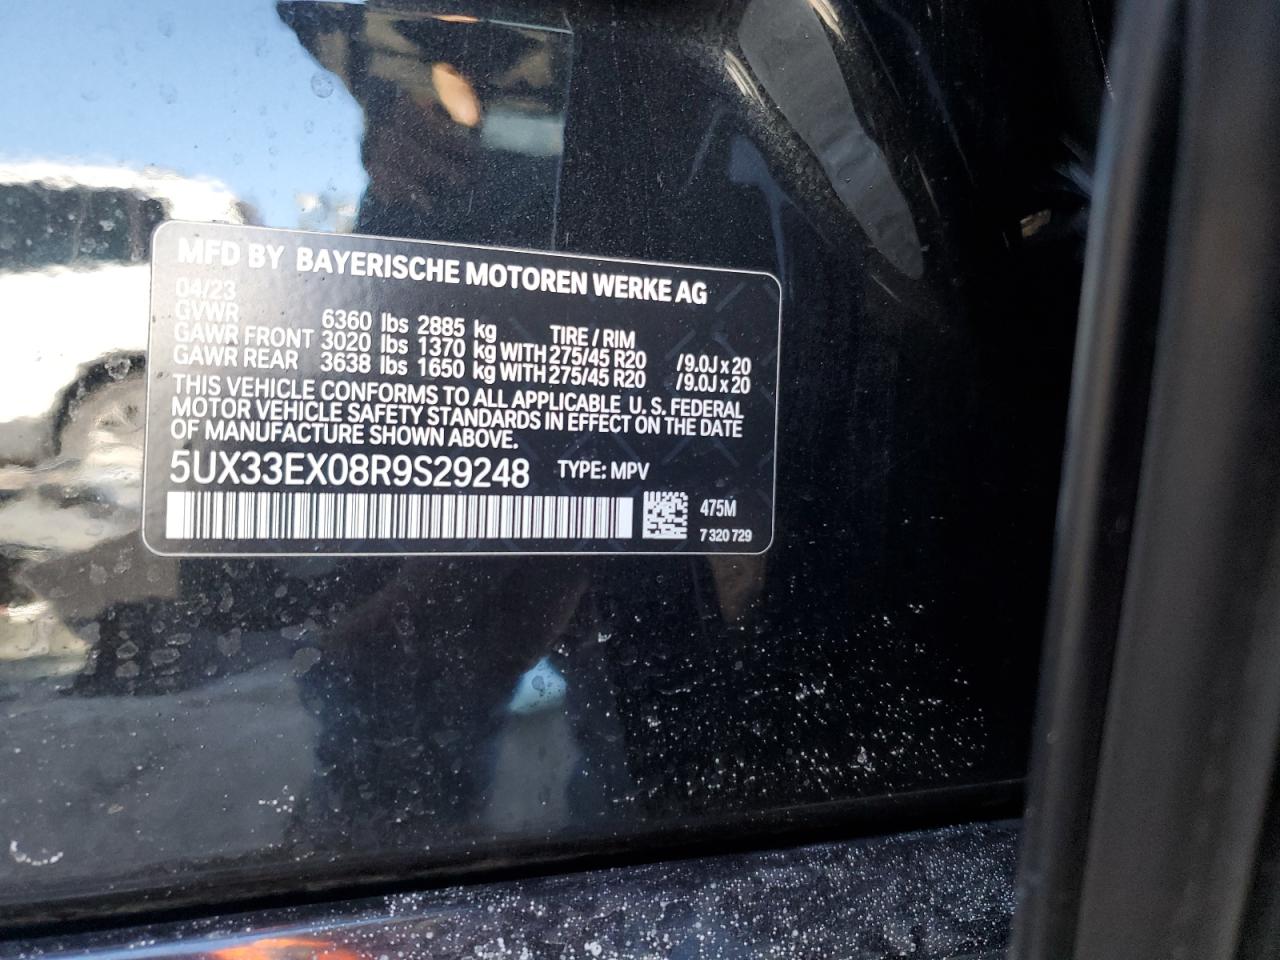 MFD BY BAYERISCHE MOTOREN WERKE AG
04/23
GVWR 6360 lbs 2885 kg TIRE / RIM
GAWR FRONT 3020 lbs 1370 kg WITH 275/45 R20 /9.0J x 20
GAWR REAR 3638 lbs 1650 kg WITH 275/45 R20 /9.0J x 20
THIS VEHICLE CONFORMS TO ALL APPLICABLE U. S. FEDERAL
MOTOR VEHICLE SAFETY STANDARDS IN EFFECT ON THE DATE
OF MANUFACTURE SHOWN ABOVE.
5UX33EX08R9S29248 TYPE: MPV
475M
7 320 729